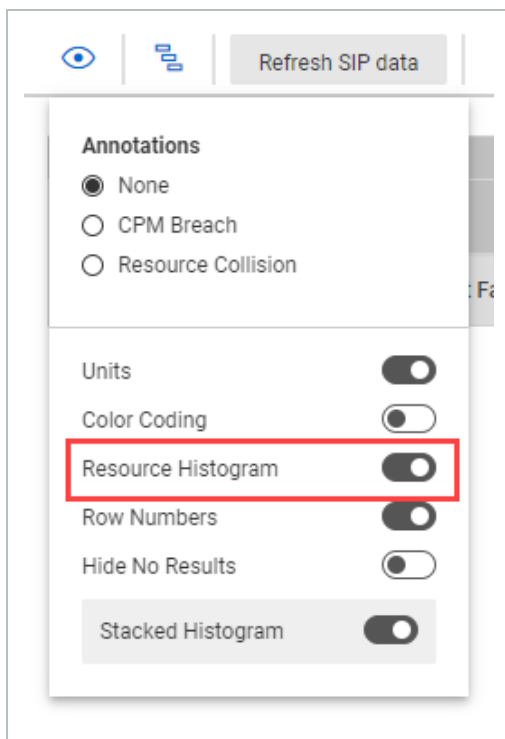 Refresh SIP data
Annotations
None
CPM Breach
Resource Collision
Units
Color Coding
Resource Histogram
Row Numbers
Hide No Results
Stacked Histogram